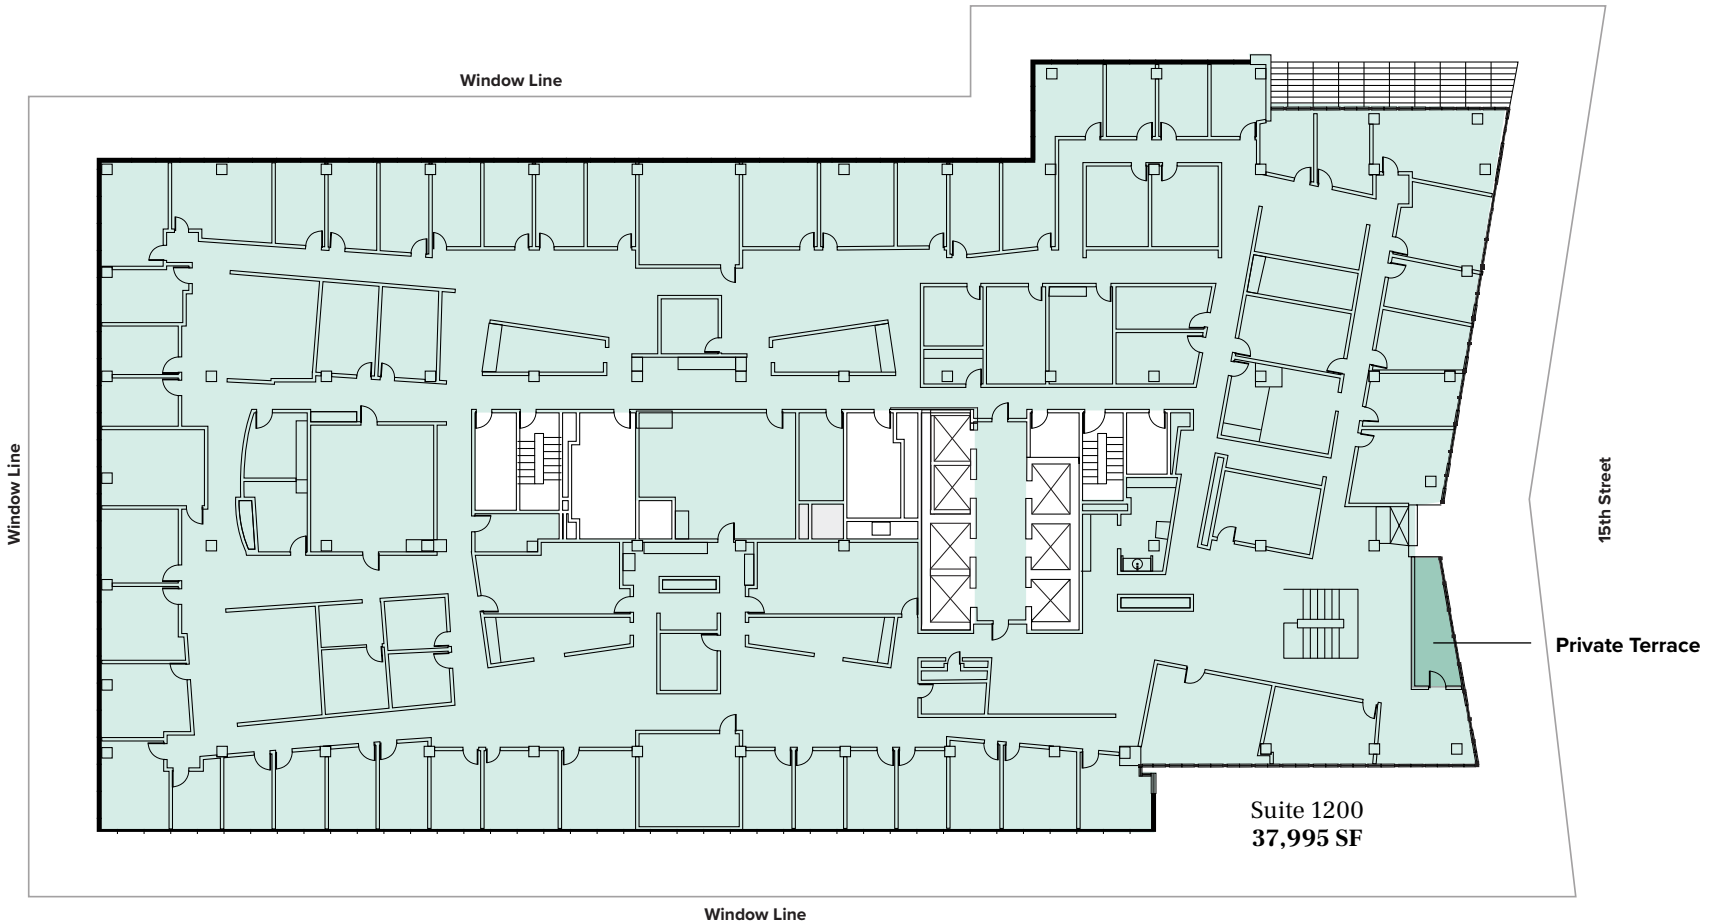 Window Line
Window Line
15th Street
Private Terrace
Suite 1200
37,995 SF
Window Line